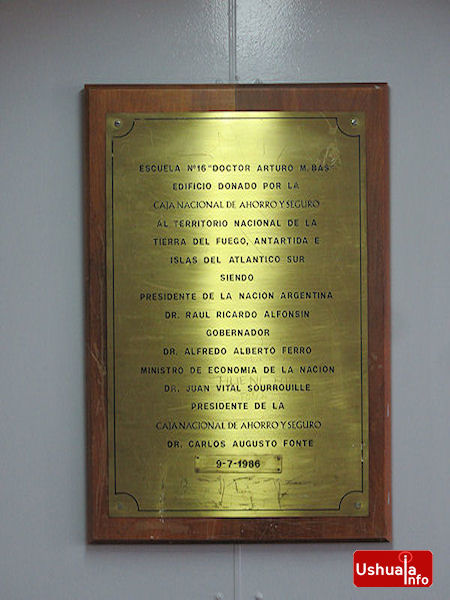 ESCUELA Nº16 "DOCTOR ARTURO M. BAS"
EDIFICIO DONADO POR LA
CAJA NACIONAL DE AHORRO Y SEGURO
AL TERRITORIO NACIONAL DE LA
TIERRA DEL FUEGO, ANTARTIDA E
ISLAS DEL ATLANTICO SUR
SIENDO
PRESIDENTE DE LA NACION ARGENTINA
DR. RAUL RICARDO ALFONSIN
GOBERNADOR
DR. ALFREDO ALBERTO FERRO
MINISTRO DE ECONOMIA DE LA NACION
DR. JUAN VITAL SOURROUILLE
PRESIDENTE DE LA
CAJA NACIONAL DE AHORRO Y SEGURO
DR. CARLOS AUGUSTO FONTE
9-7-1986
Ushuaia
Info